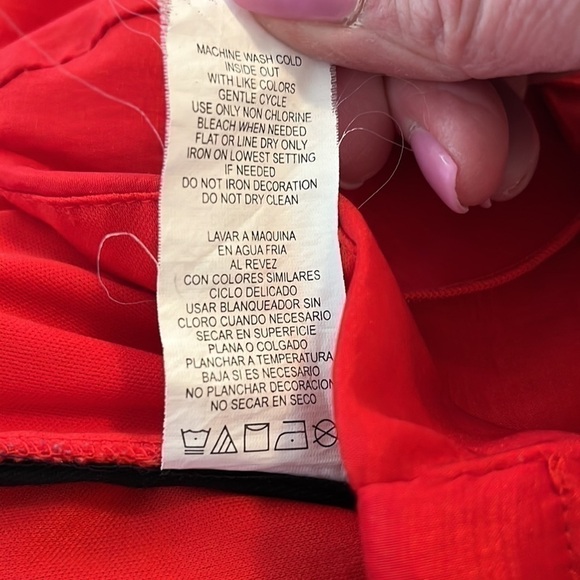 MACHINE WASH COLD
INSIDE OUT
WITH LIKE COLORS
GENTLE CYCLE
USE ONLY NON CHLORINE
BLEACH WHEN NEEDED
FLAT OR LINE DRY ONLY
IRON ON LOWEST SETTING
IF NEEDED
DO NOT IRON DECORATION
DO NOT DRY CLEAN
LAVAR A MAQUINA
EN AGUA FRIA
AL REVEZ
CON COLORES SIMILARES
CICLO DELICADO
USAR BLANQUEADOR SIN
CLORO CUANDO NECESARIO
SECAR EN SUPERFICIE
PLANA O COLGADO
PLANCHAR A TEMPERATURA
BAJA SI ES NECESARIO
NO PLANCHAR DECORACION
NO SECAR EN SECO